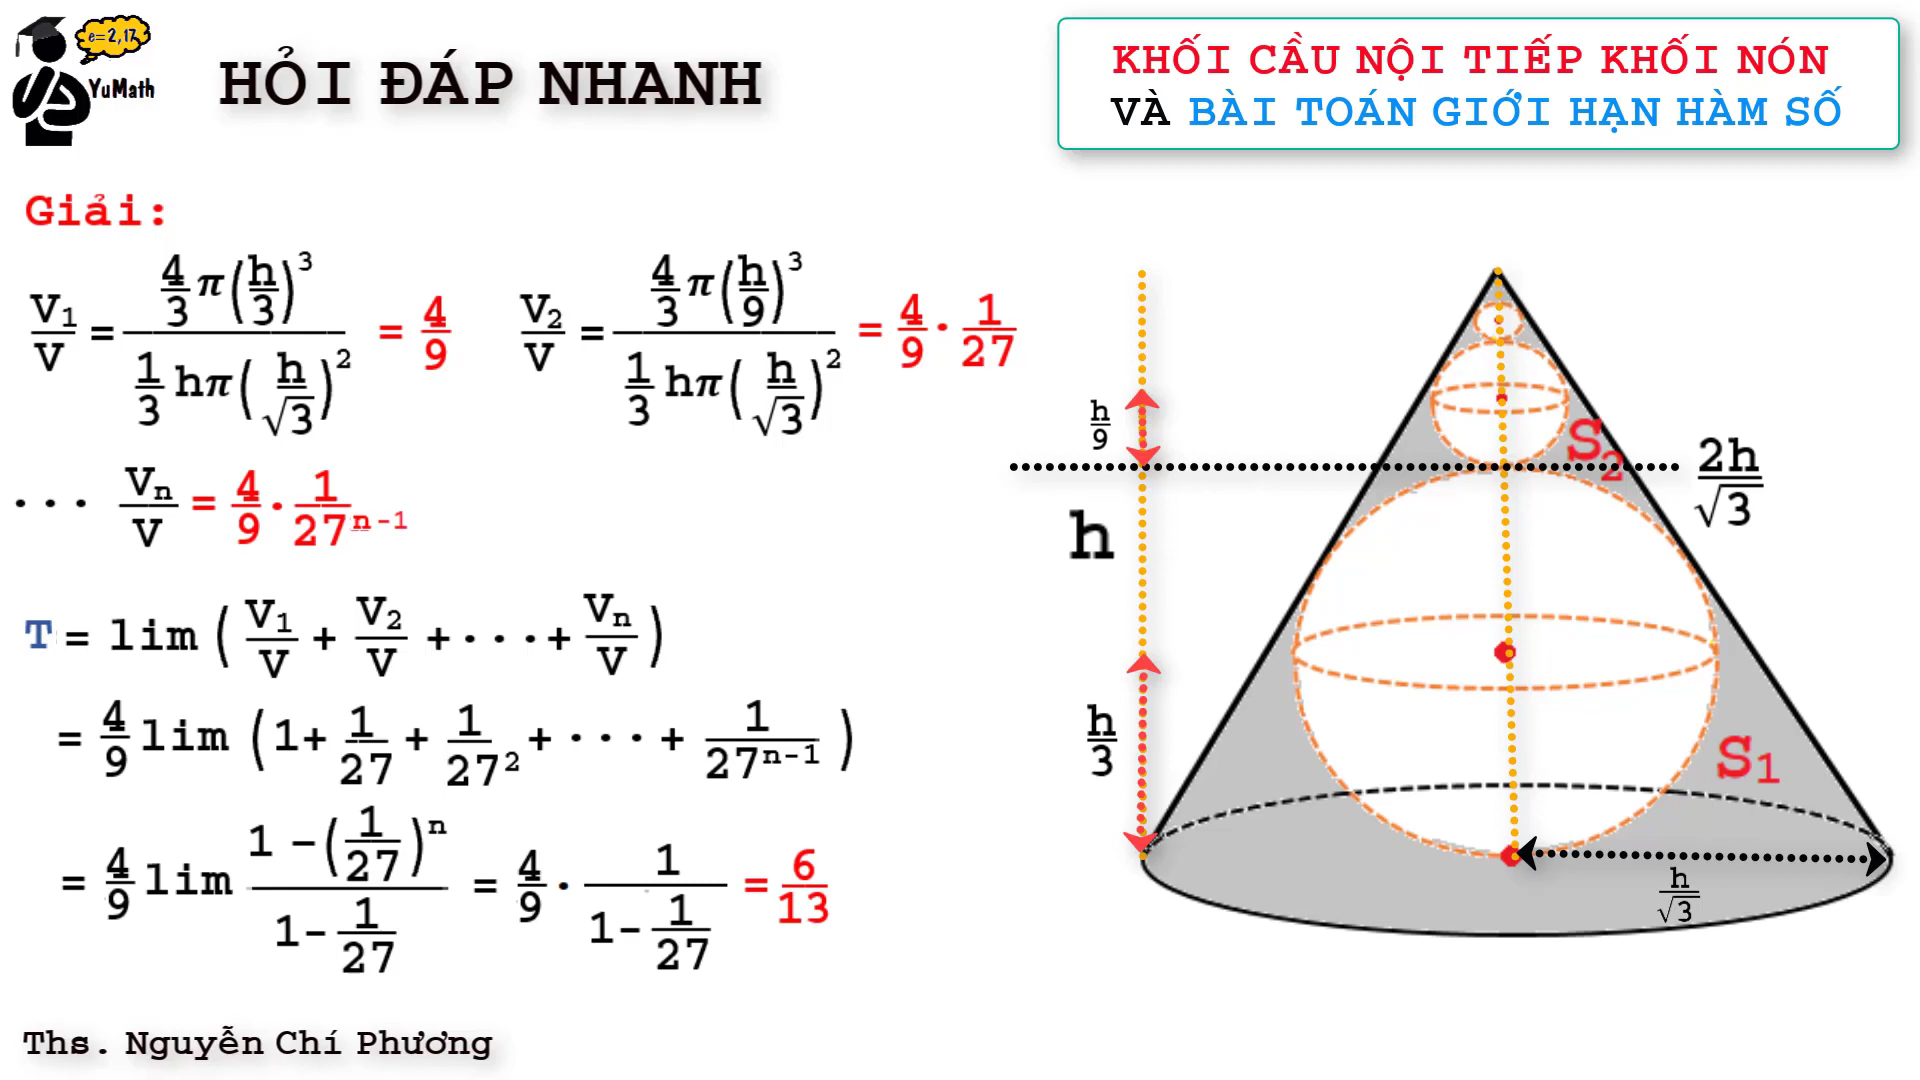 e=2,17
YuMath
HỎI ĐÁP NHANH
KHỐI CẦU NỘI TIẾP KHỐI NÓN
VÀ BÀI TOÁN GIỚI HẠN HÀM SỐ
Giải:
V₁/V = (4/3 π(h/3)³)/(1/3 hπ(h/√3)²) = 4/9
V₂/V = (4/3 π(h/9)³)/(1/3 hπ(h/√3)²) = 4/9 · 1/27
··· Vₙ/V = 4/9 · 1/27ⁿ⁻¹
T = lim ( V₁/V + V₂/V + ··· + Vₙ/V )
= 4/9 lim ( 1 + 1/27 + 1/27² + ··· + 1/27ⁿ⁻¹ )
= 4/9 lim (1 - (1/27)ⁿ)/(1 - 1/27) = 4/9 · 1/(1 - 1/27) = 6/13
h/9
S₂
2h/√3
h
h/3
S₁
h/√3
Ths. Nguyễn Chí Phương